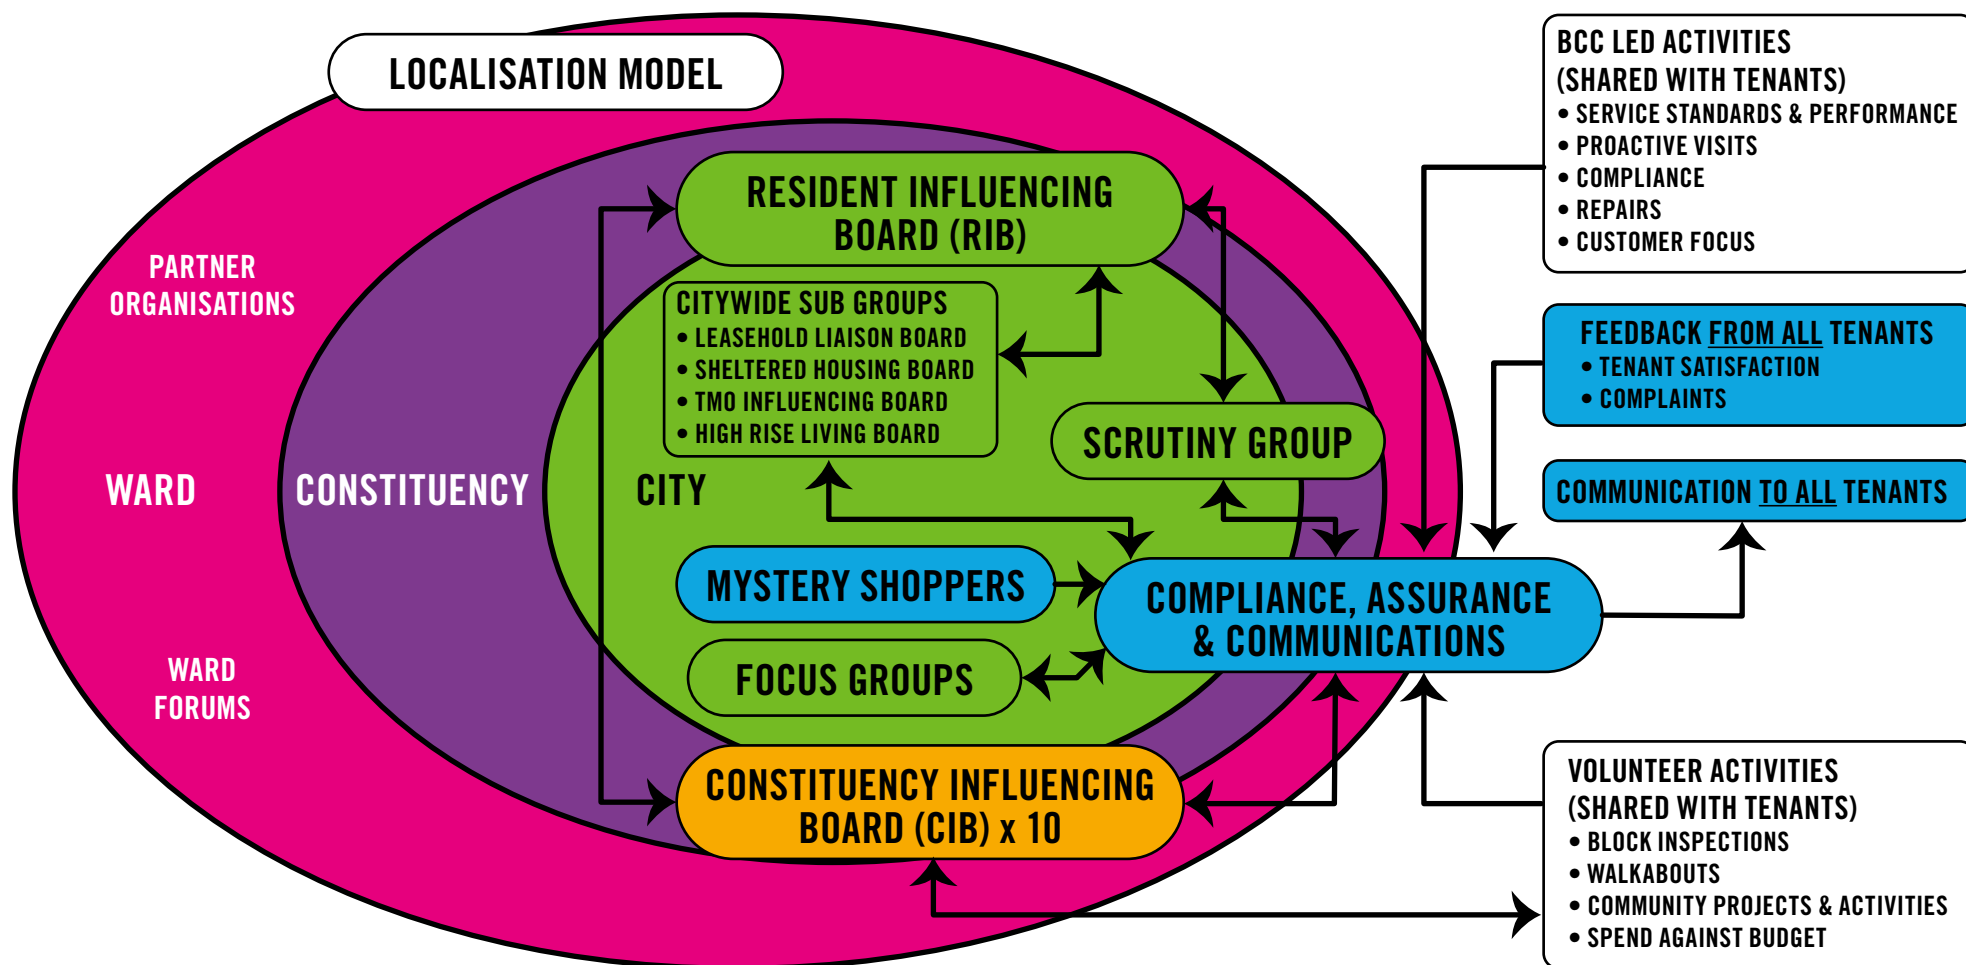 LOCALISATION MODEL
PARTNER
ORGANISATIONS
WARD
WARD
FORUMS
CONSTITUENCY
CITY
RESIDENT INFLUENCING
BOARD (RIB)
CITYWIDE SUB GROUPS
• LEASEHOLD LIAISON BOARD
• SHELTERED HOUSING BOARD
• TMO INFLUENCING BOARD
• HIGH RISE LIVING BOARD
SCRUTINY GROUP
MYSTERY SHOPPERS
FOCUS GROUPS
COMPLIANCE, ASSURANCE
& COMMUNICATIONS
CONSTITUENCY INFLUENCING
BOARD (CIB) x 10
BCC LED ACTIVITIES
(SHARED WITH TENANTS)
• SERVICE STANDARDS & PERFORMANCE
• PROACTIVE VISITS
• COMPLIANCE
• REPAIRS
• CUSTOMER FOCUS
FEEDBACK FROM ALL TENANTS
• TENANT SATISFACTION
• COMPLAINTS
COMMUNICATION TO ALL TENANTS
VOLUNTEER ACTIVITIES
(SHARED WITH TENANTS)
• BLOCK INSPECTIONS
• WALKABOUTS
• COMMUNITY PROJECTS & ACTIVITIES
• SPEND AGAINST BUDGET